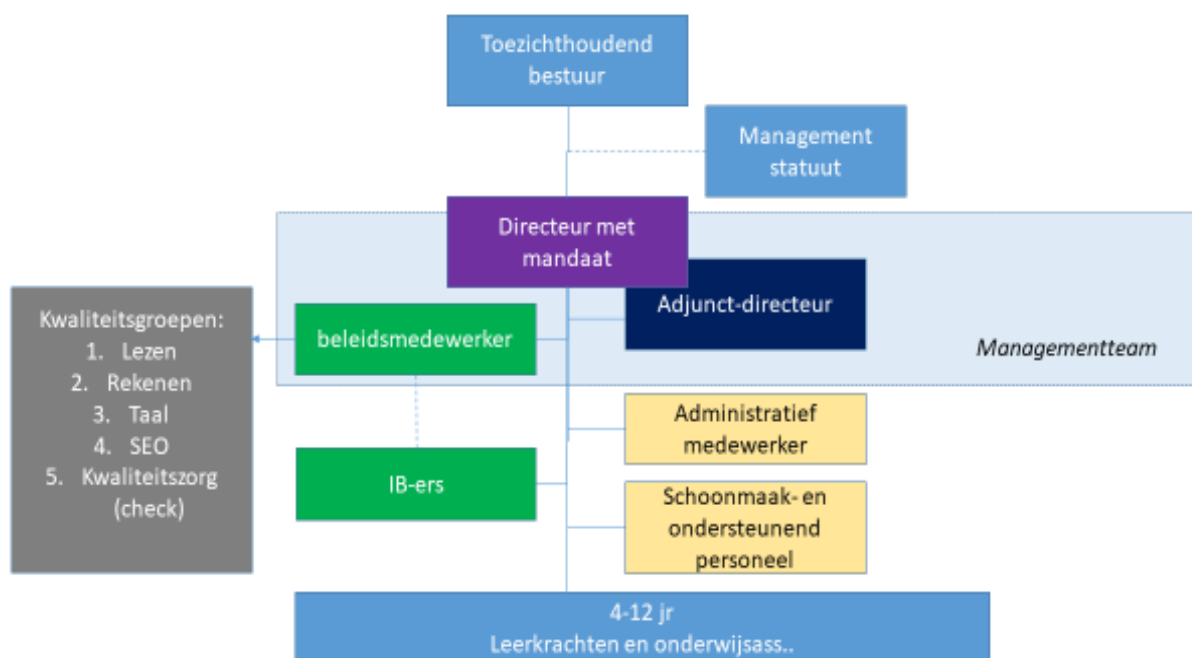 Toezichthoudend
bestuur
Management
statuut
Directeur met
mandaat
Adjunct-directeur
Managementteam
beleidsmedewerker
Kwaliteitsgroepen:
1. Lezen
2. Rekenen
3. Taal
4. SEO
5. Kwaliteitszorg
(check)
Administratief
medewerker
IB-ers
Schoonmaak- en
ondersteunend
personeel
4-12 jr
Leerkrachten en onderwijsass..